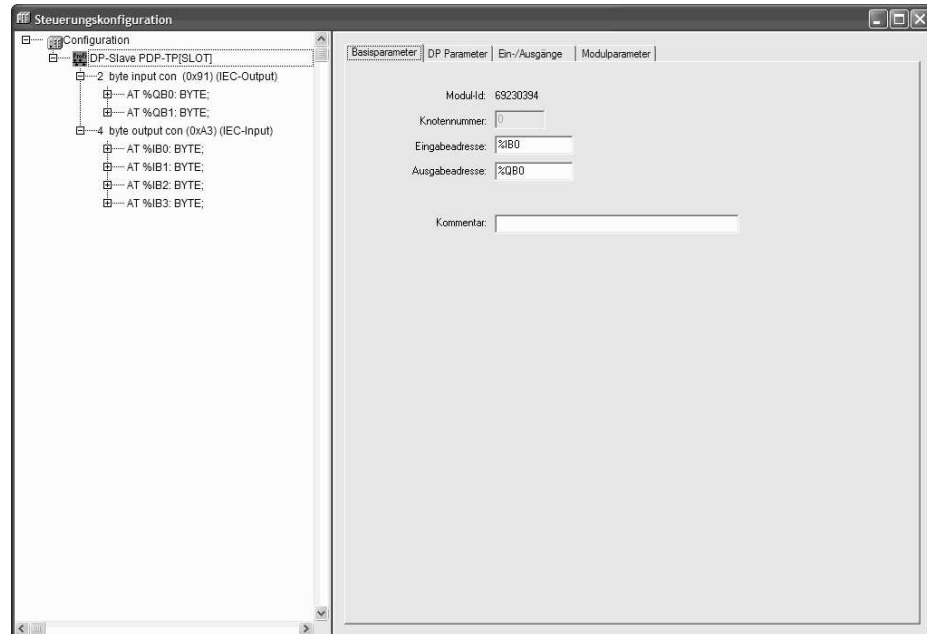 Steuerungskonfiguration
Configuration
DP-Slave PDP-TP[SLOT]
2 byte input con (0x91) (IEC-Output)
AT %QB0: BYTE;
AT %QB1: BYTE;
4 byte output con (0xA3) (IEC-Input)
AT %IB0: BYTE;
AT %IB1: BYTE;
AT %IB2: BYTE;
AT %IB3: BYTE;
Basisparameter DP Parameter Ein-/Ausgänge Modulparameter
Modul-Id: 69230394
Knotennummer: 0
Eingabeadresse: %IB0
Ausgabeadresse: %QB0
Kommentar: